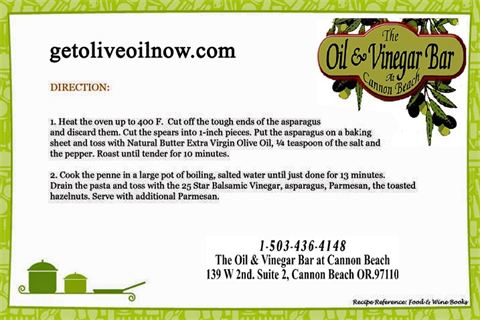 getoliveoilnow.com
The
Oil & Vinegar Bar
At
Cannon Beach
DIRECTION:
1. Heat the oven up to 400 F. Cut off the tough ends of the asparagus
and discard them. Cut the spears into 1-inch pieces. Put the asparagus on a baking
sheet and toss with Natural Butter Extra Virgin Olive Oil, ¼ teaspoon of the salt and
the pepper. Roast until tender for 10 minutes.
2. Cook the penne in a large pot of boiling, salted water until just done for 13 minutes.
Drain the pasta and toss with the 25 Star Balsamic Vinegar, asparagus, Parmesan, the toasted
hazelnuts. Serve with additional Parmesan.
1-503-436-4148
The Oil & Vinegar Bar at Cannon Beach
139 W 2nd. Suite 2, Cannon Beach OR.97110
Recipe Reference: Food & Wine Books